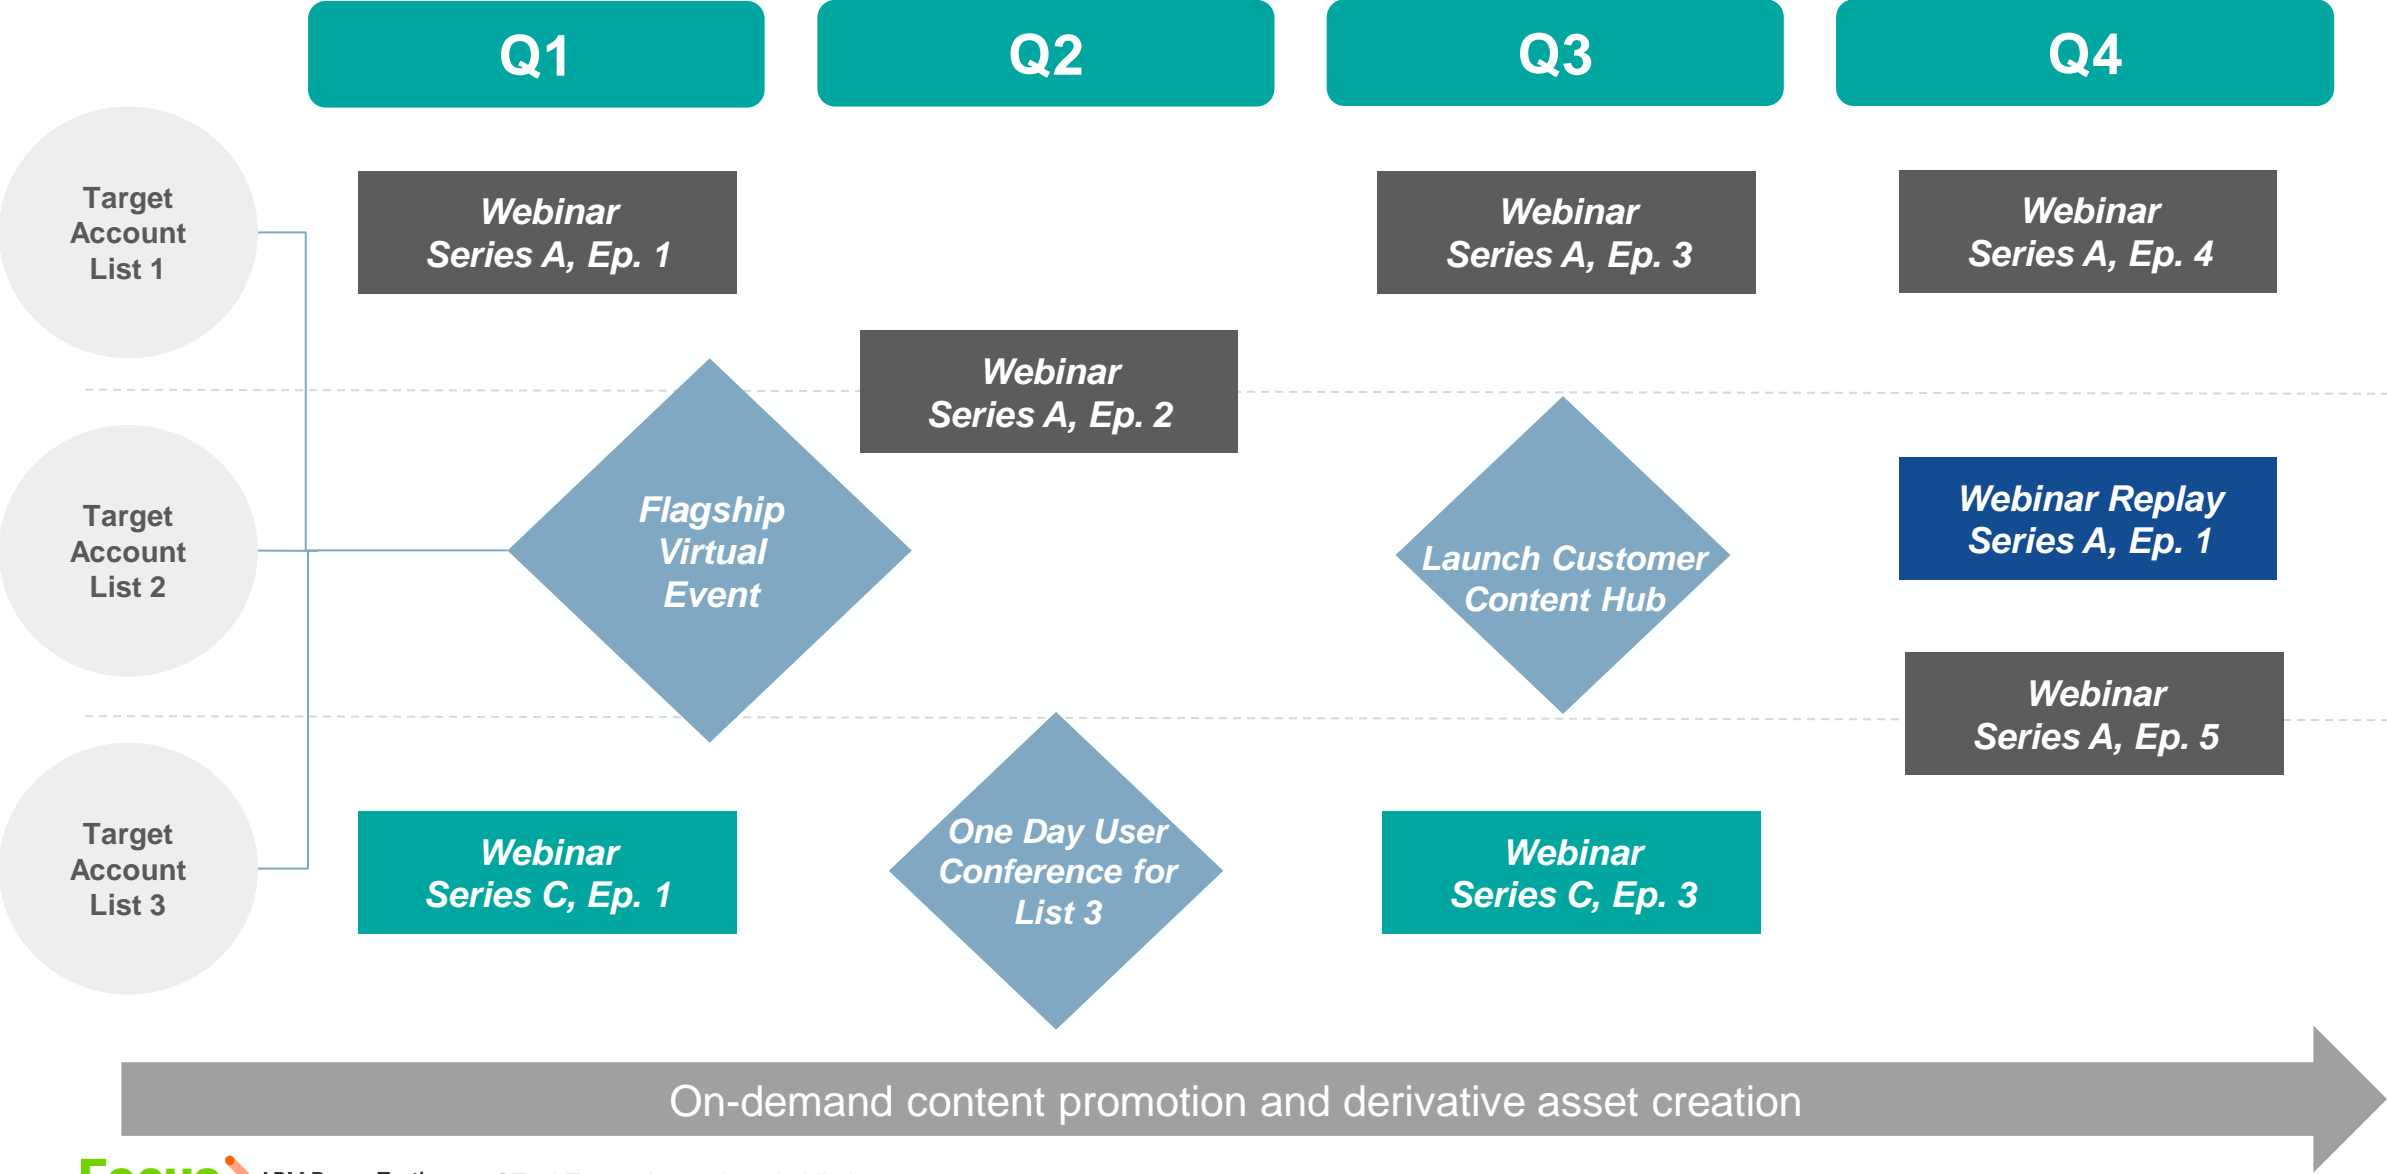 Q1
Q2
Q3
Q4
Target
Account
List 1
Webinar
Series A, Ep. 1
Webinar
Series A, Ep. 3
Webinar
Series A, Ep. 4
Webinar
Series A, Ep. 2
Target
Account
List 2
Flagship
Virtual
Event
Launch Customer
Content Hub
Webinar Replay
Series A, Ep. 1
Webinar
Series A, Ep. 5
Target
Account
List 3
Webinar
Series C, Ep. 1
One Day User
Conference for
List 3
Webinar
Series C, Ep. 3
On-demand content promotion and derivative asset creation
Focus